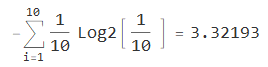 -∑_{i=1}^{10} 1/10 Log2[1/10] = 3.32193